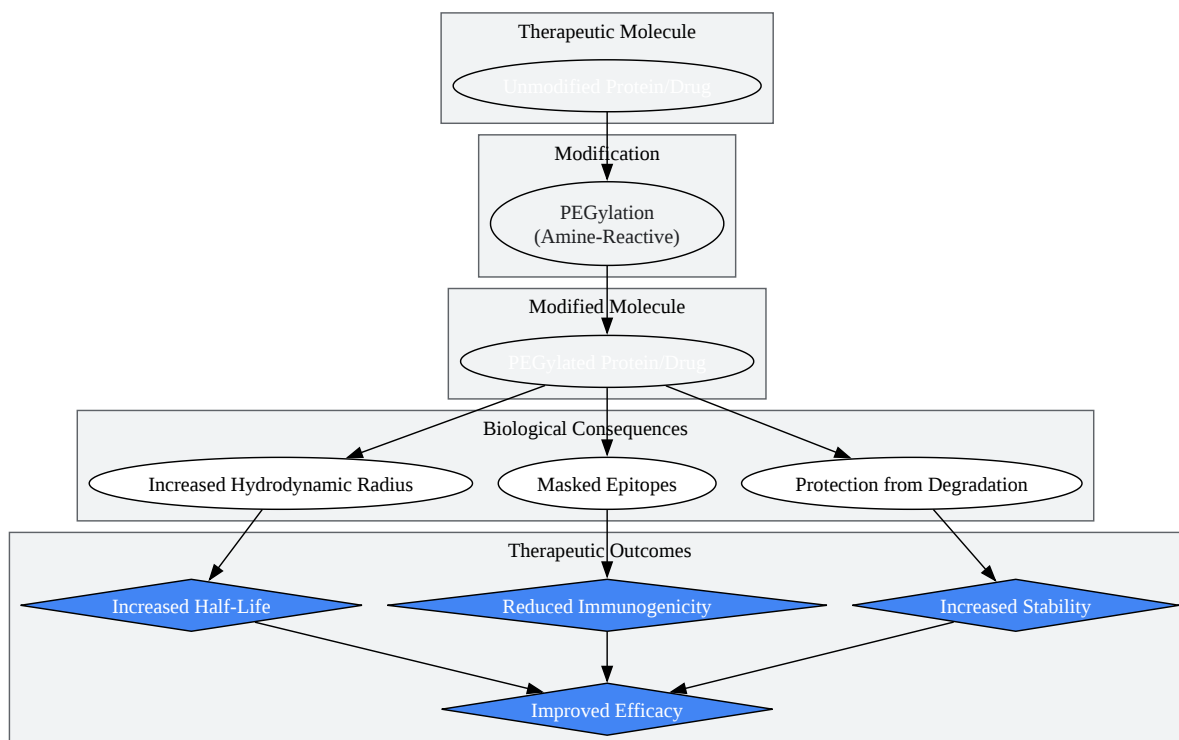 Therapeutic Molecule
Unmodified Protein/Drug
Modification
PEGylation
(Amine-Reactive)
Modified Molecule
PEGylated Protein/Drug
Biological Consequences
Increased Hydrodynamic Radius
Masked Epitopes
Protection from Degradation
Therapeutic Outcomes
Increased Half-Life
Reduced Immunogenicity
Increased Stability
Improved Efficacy